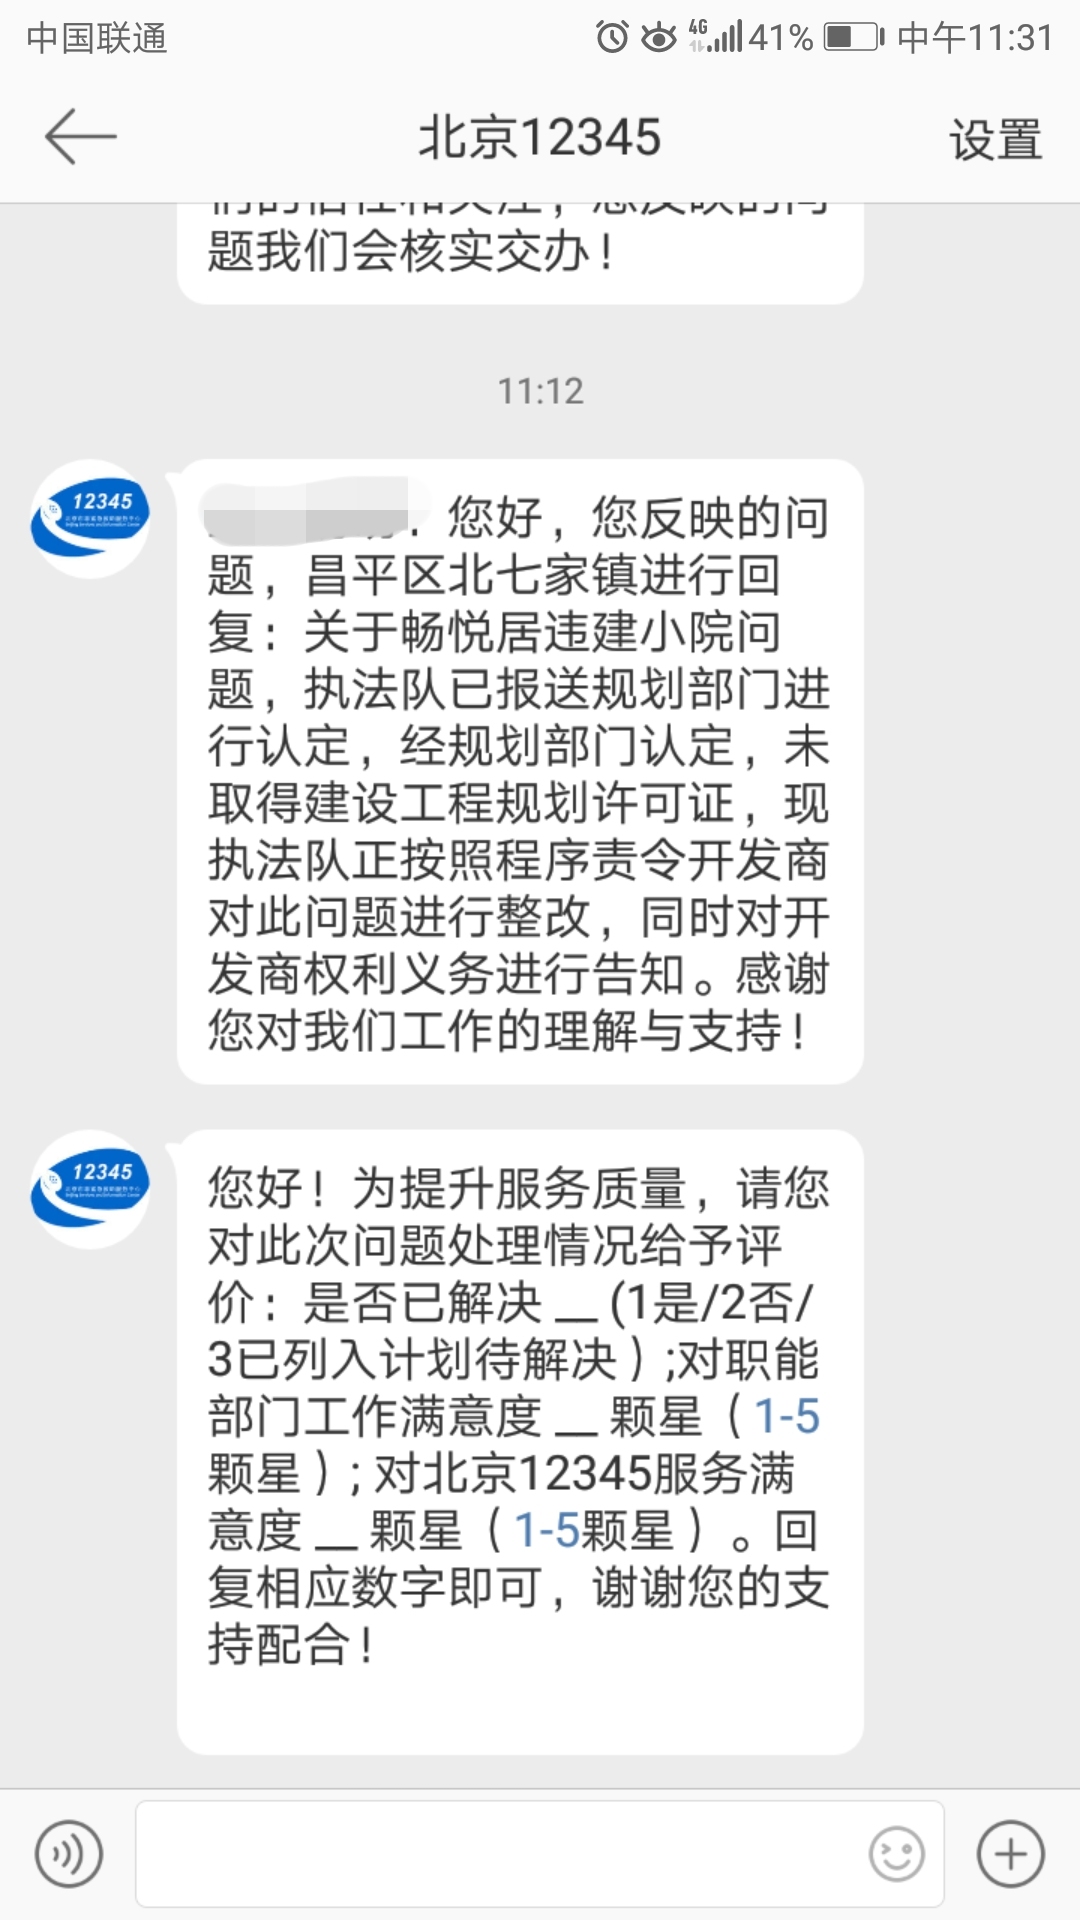 中国联通
4G 41% 中午11:31
北京12345
设置
们的信任和关注，您反映的问
题我们会核实交办！
11:12
12345
：您好，您反映的问
题，昌平区北七家镇进行回
复：关于畅悦居违建小院问
题，执法队已报送规划部门进
行认定，经规划部门认定，未
取得建设工程规划许可证，现
执法队正按照程序责令开发商
对此问题进行整改，同时对开
发商权利义务进行告知。感谢
您对我们工作的理解与支持！
12345
您好！为提升服务质量，请您
对此次问题处理情况给予评
价：是否已解决＿(1是/2否/
3已列入计划待解决）;对职能
部门工作满意度＿颗星（1-5
颗星）; 对北京12345服务满
意度＿颗星（1-5颗星）。回
复相应数字即可，谢谢您的支
持配合！